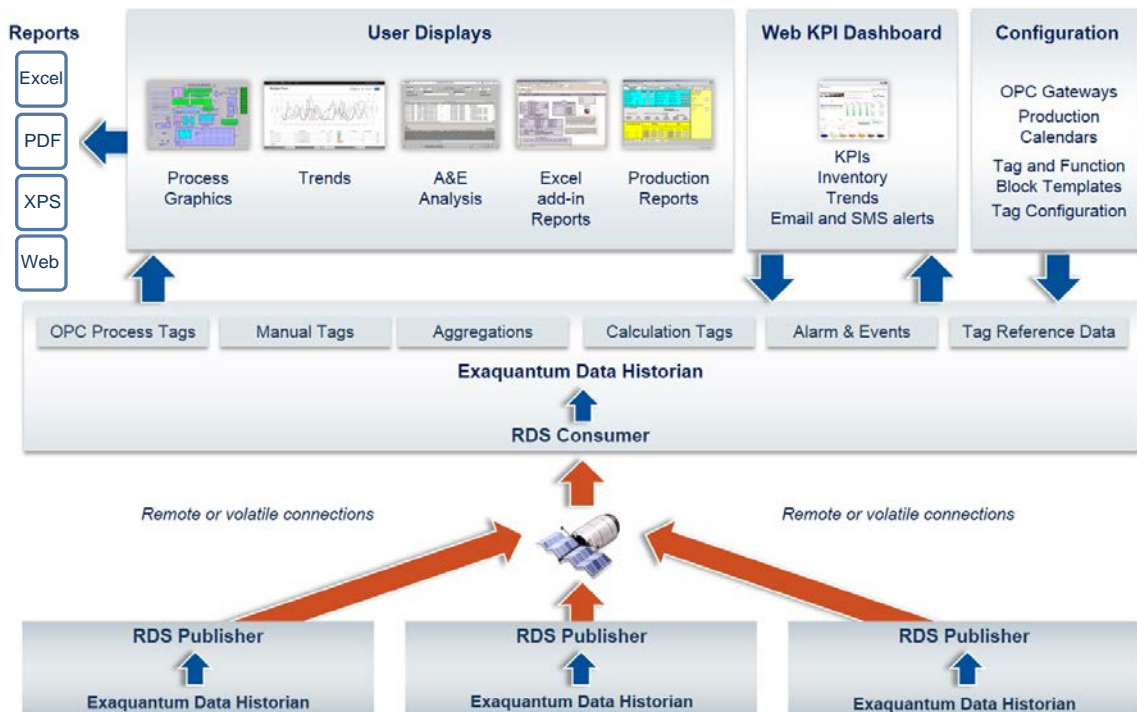 Reports
Excel
PDF
XPS
Web
User Displays
Process
Graphics
Trends
A&E
Analysis
Excel
add-in
Reports
Production
Reports
Web KPI Dashboard
KPIs
Inventory
Trends
Email and SMS alerts
Configuration
OPC Gateways
Production
Calendars
Tag and Function
Block Templates
Tag Configuration
OPC Process Tags
Manual Tags
Aggregations
Calculation Tags
Alarm & Events
Tag Reference Data
Exaquantum Data Historian
RDS Consumer
Remote or volatile connections
Remote or volatile connections
RDS Publisher
Exaquantum Data Historian
RDS Publisher
Exaquantum Data Historian
RDS Publisher
Exaquantum Data Historian